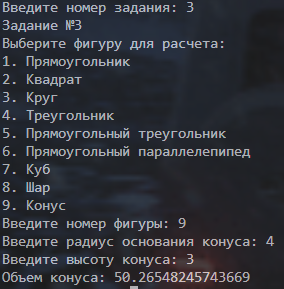 Введите номер задания: 3
Задание №3
Выберите фигуру для расчета:
1. Прямоугольник
2. Квадрат
3. Круг
4. Треугольник
5. Прямоугольный треугольник
6. Прямоугольный параллелепипед
7. Куб
8. Шар
9. Конус
Введите номер фигуры: 9
Введите радиус основания конуса: 4
Введите высоту конуса: 3
Объем конуса: 50.26548245743669